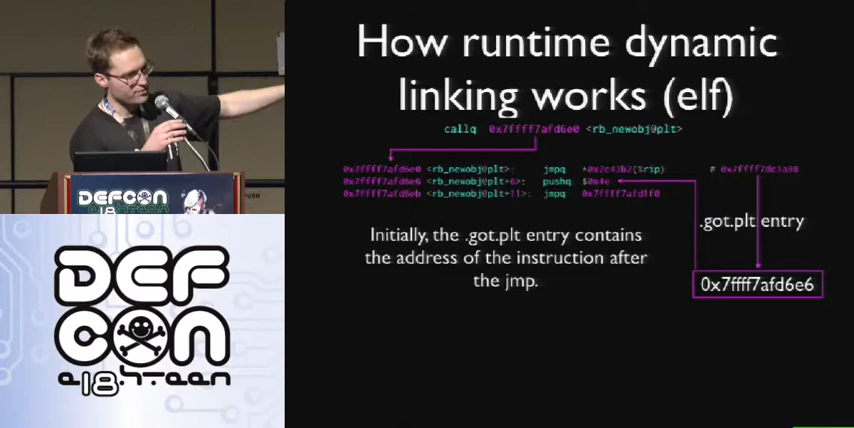 How runtime dynamic
linking works (elf)
callq 0x7ffff7afd6e0 <rb_newobj@plt>
0x7ffff7afd6e0 <rb_newobj@plt>: jmpq *0x2c43b2(%rip) # 0x7ffff7dc1a98
0x7ffff7afd6e6 <rb_newobj@plt+6>: pushq $0x4e
0x7ffff7afd6eb <rb_newobj@plt+11>: jmpq 0x7ffff7afd1f0
.got.plt entry
Initially, the .got.plt entry contains
the address of the instruction after
the jmp.
0x7ffff7afd6e6
DEFCON
DEF
CON